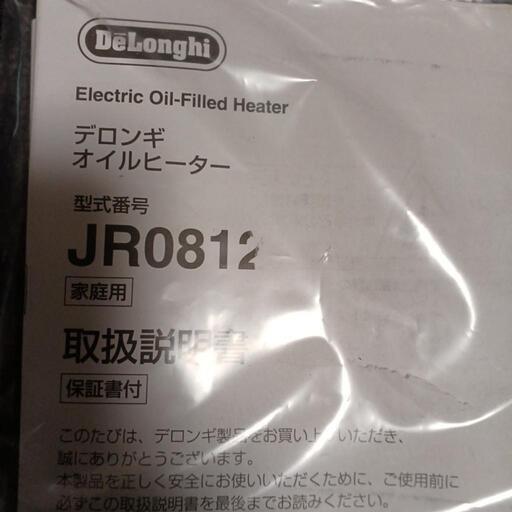 DeLonghi
Electric Oil-Filled Heater
デロンギ
オイルヒーター
型式番号
JR0812
家庭用
取扱説明書
保証書付
このたびは、デロンギ製品をお買い上げいただき、
誠にありがとうございます。
本製品を正しく安全にお使いいただくために、ご使用前に
必ずこの取扱説明書を最後までお読みください。